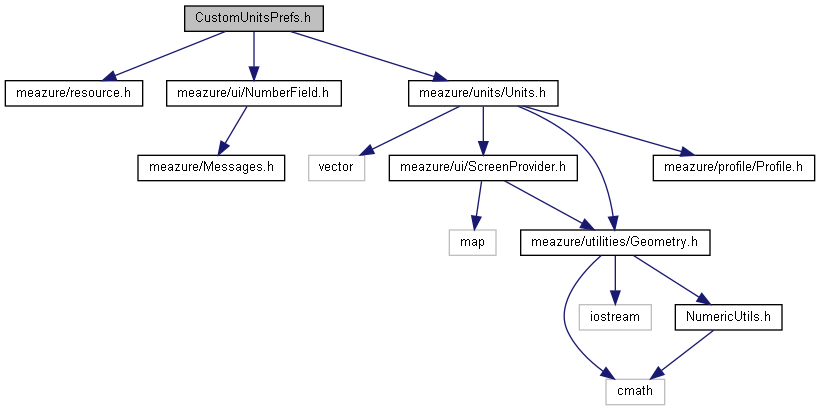 CustomUnitsPrefs.h
meazure/resource.h
meazure/ui/NumberField.h
meazure/units/Units.h
meazure/Messages.h
vector
meazure/ui/ScreenProvider.h
meazure/profile/Profile.h
map
meazure/utilities/Geometry.h
iostream
NumericUtils.h
cmath